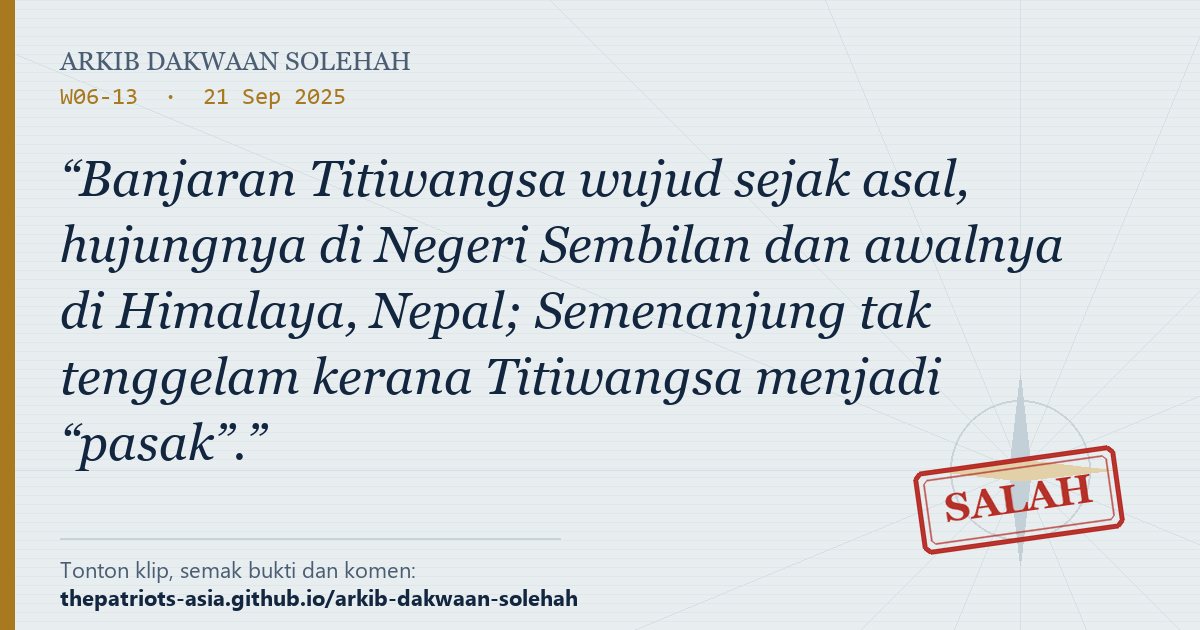 ARKIB DAKWAAN SOLEHAH
W06-13 · 21 Sep 2025
“Banjaran Titiwangsa wujud sejak asal,
hujungnya di Negeri Sembilan dan awalnya
di Himalaya, Nepal; Semenanjung tak
tenggelam kerana Titiwangsa menjadi
“pasak”.”
SALAH
Tonton klip, semak bukti dan komen:
thepatriots-asia.github.io/arkib-dakwaan-solehah